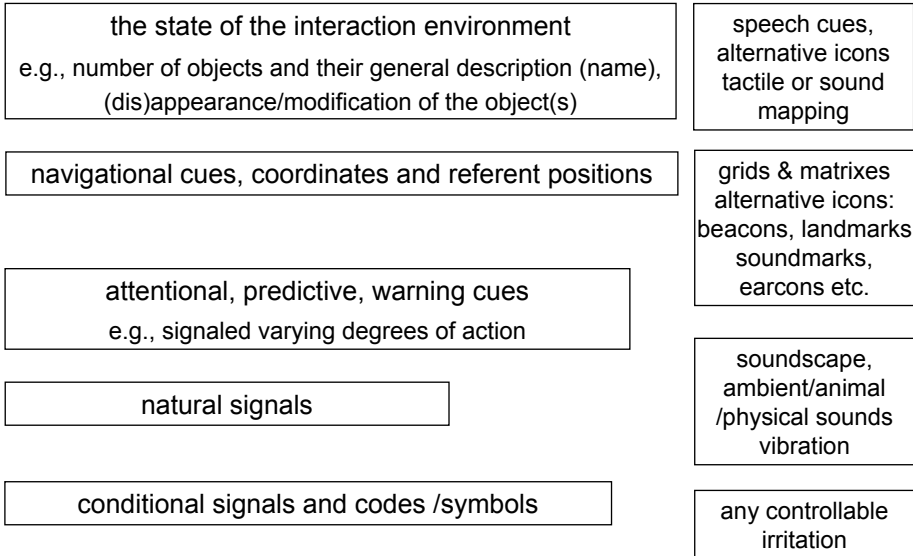 the state of the interaction environment
e.g., number of objects and their general description (name),
(dis)appearance/modification of the object(s)
speech cues,
alternative icons
tactile or sound
mapping
navigational cues, coordinates and referent positions
grids & matrixes
alternative icons:
beacons, landmarks
soundmarks,
earcons etc.
attentional, predictive, warning cues
e.g., signaled varying degrees of action
natural signals
soundscape,
ambient/animal
/physical sounds
vibration
conditional signals and codes /symbols
any controllable
irritation